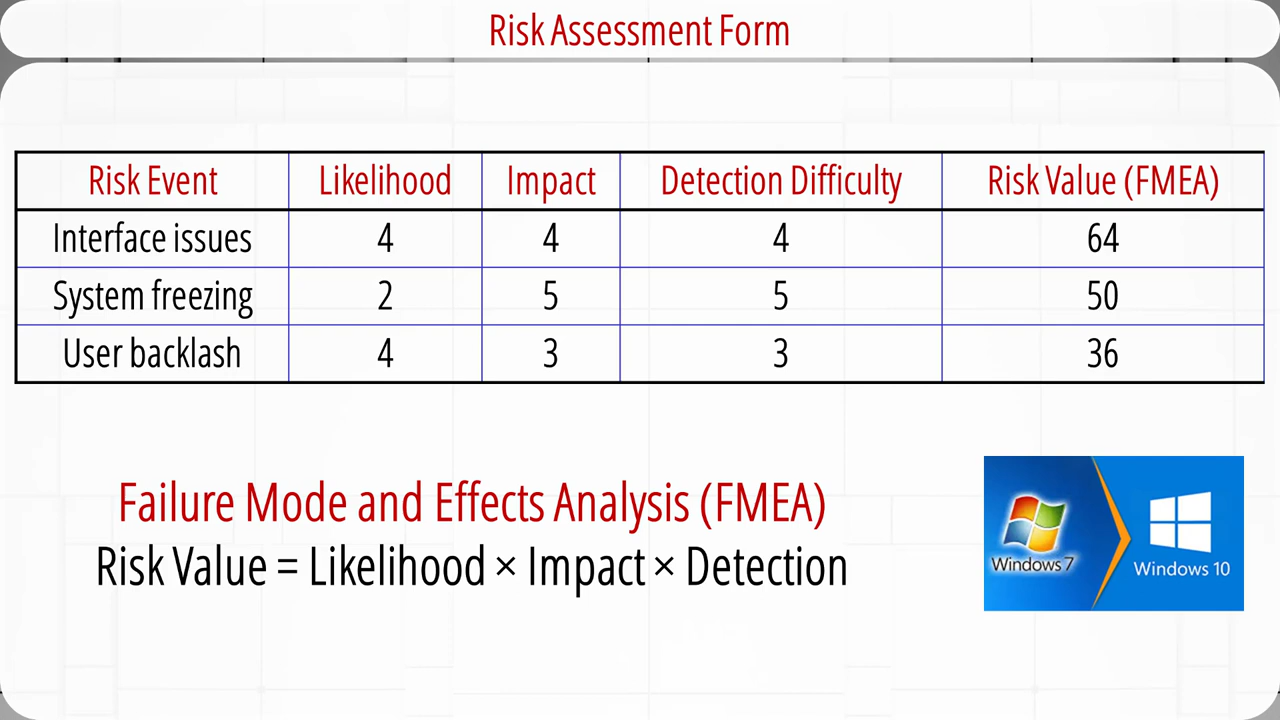 Risk Assessment Form
Risk Event Likelihood Impact Detection Difficulty Risk Value (FMEA)
Interface issues 4 4 4 64
System freezing 2 5 5 50
User backlash 4 3 3 36
Failure Mode and Effects Analysis (FMEA)
Risk Value = Likelihood × Impact × Detection
Windows 7
Windows 10